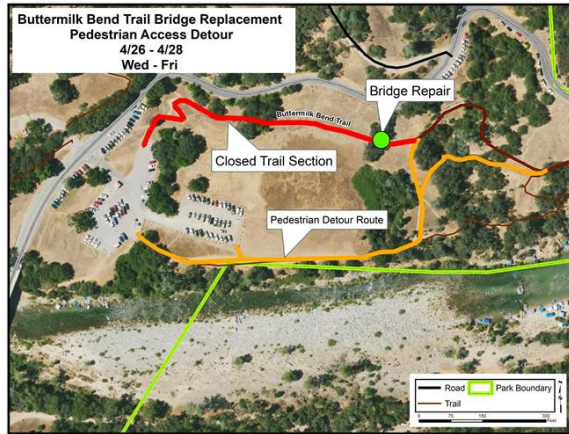 Buttermilk Bend Trail Bridge Replacement
Pedestrian Access Detour
4/26 - 4/28
Wed - Fri
Bridge Repair
Buttermilk Bend Trail
Closed Trail Section
Pedestrian Detour Route
Road
Park Boundary
Trail
0 75 150 300
Feet